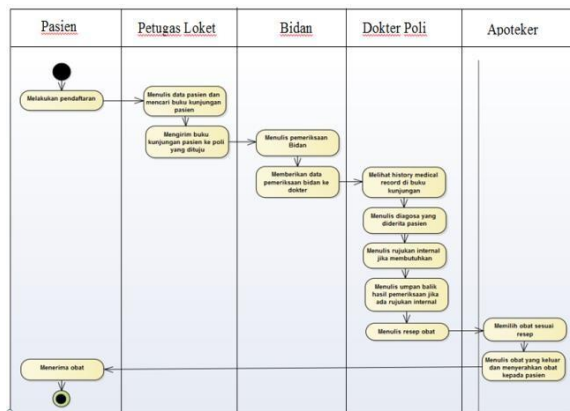 Pasien
Petugas Loket
Bidan
Dokter Poli
Apoteker
Melakukan pendaftaran
Menulis data pasien dan
mencari buku kunjungan
pasien
Mengirim buku
kunjungan pasien ke poli
yang dituju
Menulis pemeriksaan
Bidan
Memberikan data
pemeriksaan bidan ke
dokter
Melihat history medical
record di buku
kunjungan
Menulis diagosa yang
diderita pasien
Menulis rujukan internal
jika membutuhkan
Menulis umpan balik
hasil pemeriksaan jika
ada rujukan internal
Menulis resep obat
Memilih obat sesuai
resep
Menulis obat yang keluar
dan menyerahkan obat
kepada pasien
Menerima obat